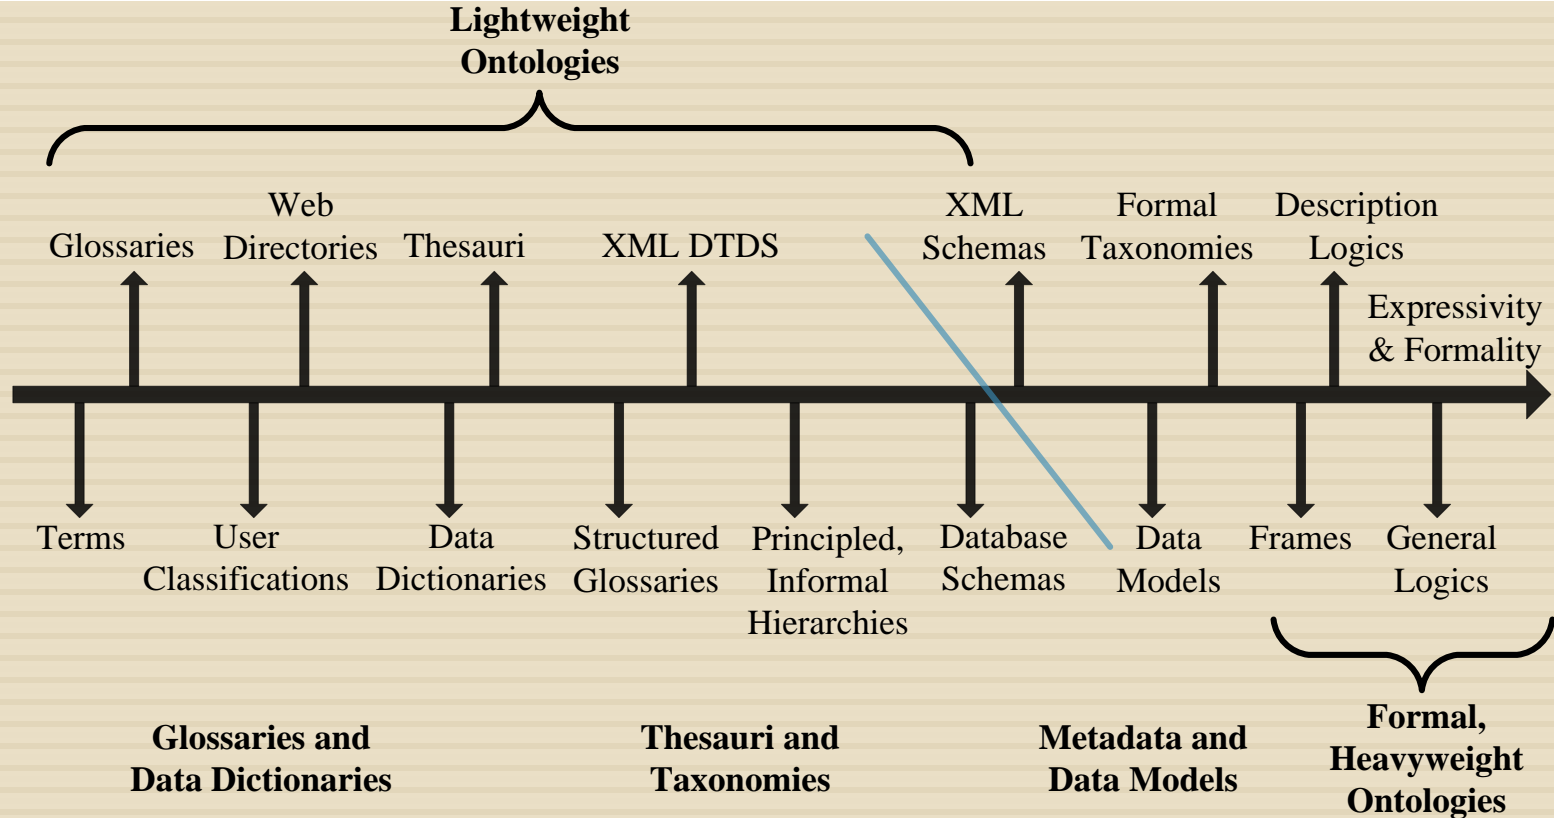 Lightweight
Ontologies
Glossaries
Web
Directories
Thesauri
XML DTDS
XML
Schemas
Formal
Taxonomies
Description
Logics
Expressivity
& Formality
Terms
User
Classifications
Data
Dictionaries
Structured
Glossaries
Principled,
Informal
Hierarchies
Database
Schemas
Data
Models
Frames
General
Logics
Glossaries and
Data Dictionaries
Thesauri and
Taxonomies
Metadata and
Data Models
Formal,
Heavyweight
Ontologies